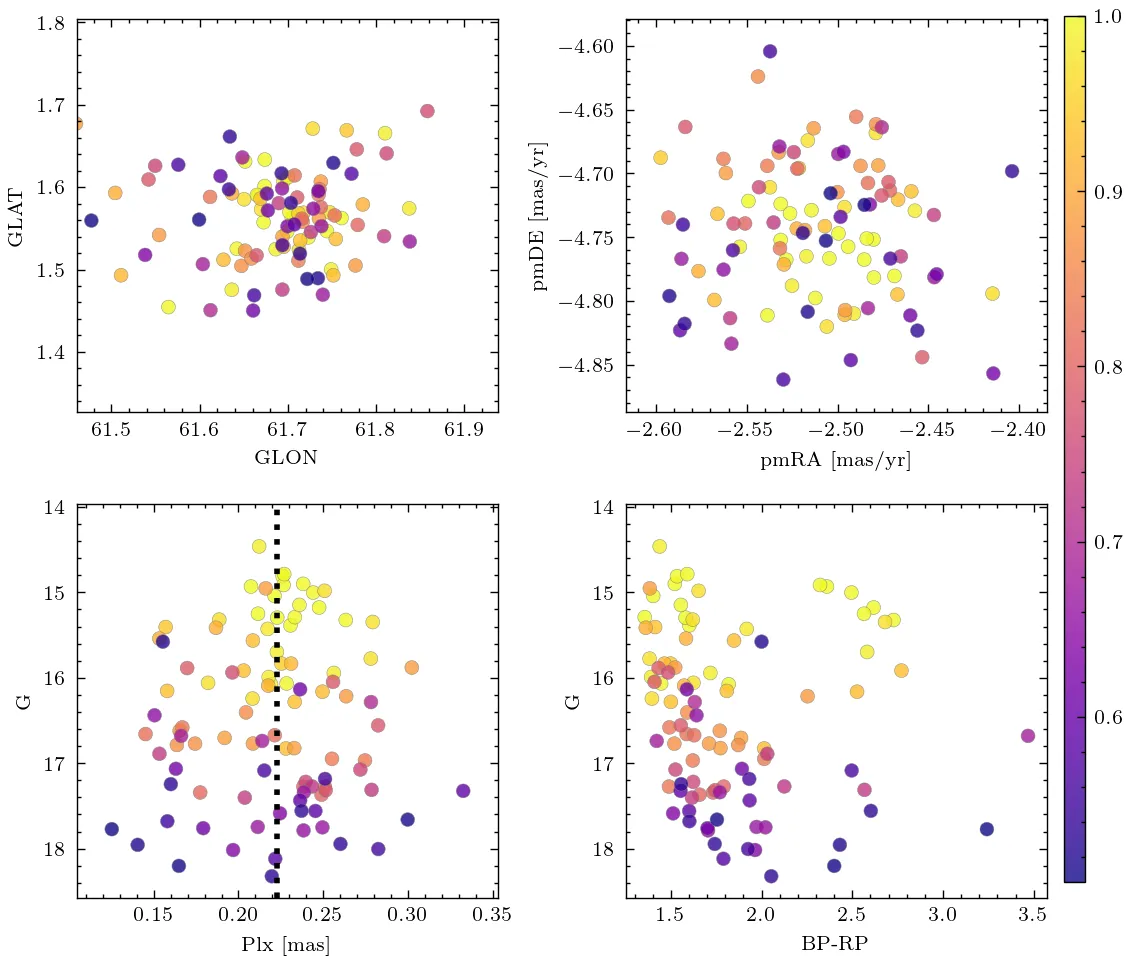 1.8
1.7
1.6
1.5
1.4
GLAT
61.5 61.6 61.7 61.8 61.9
GLON
−4.60
−4.65
−4.70
−4.75
−4.80
−4.85
pmDE [mas/yr]
−2.60 −2.55 −2.50 −2.45 −2.40
pmRA [mas/yr]
1.0
0.9
0.8
0.7
0.6
14
15
16
17
18
G
0.15 0.20 0.25 0.30 0.35
Plx [mas]
14
15
16
17
18
G
1.5 2.0 2.5 3.0 3.5
BP-RP